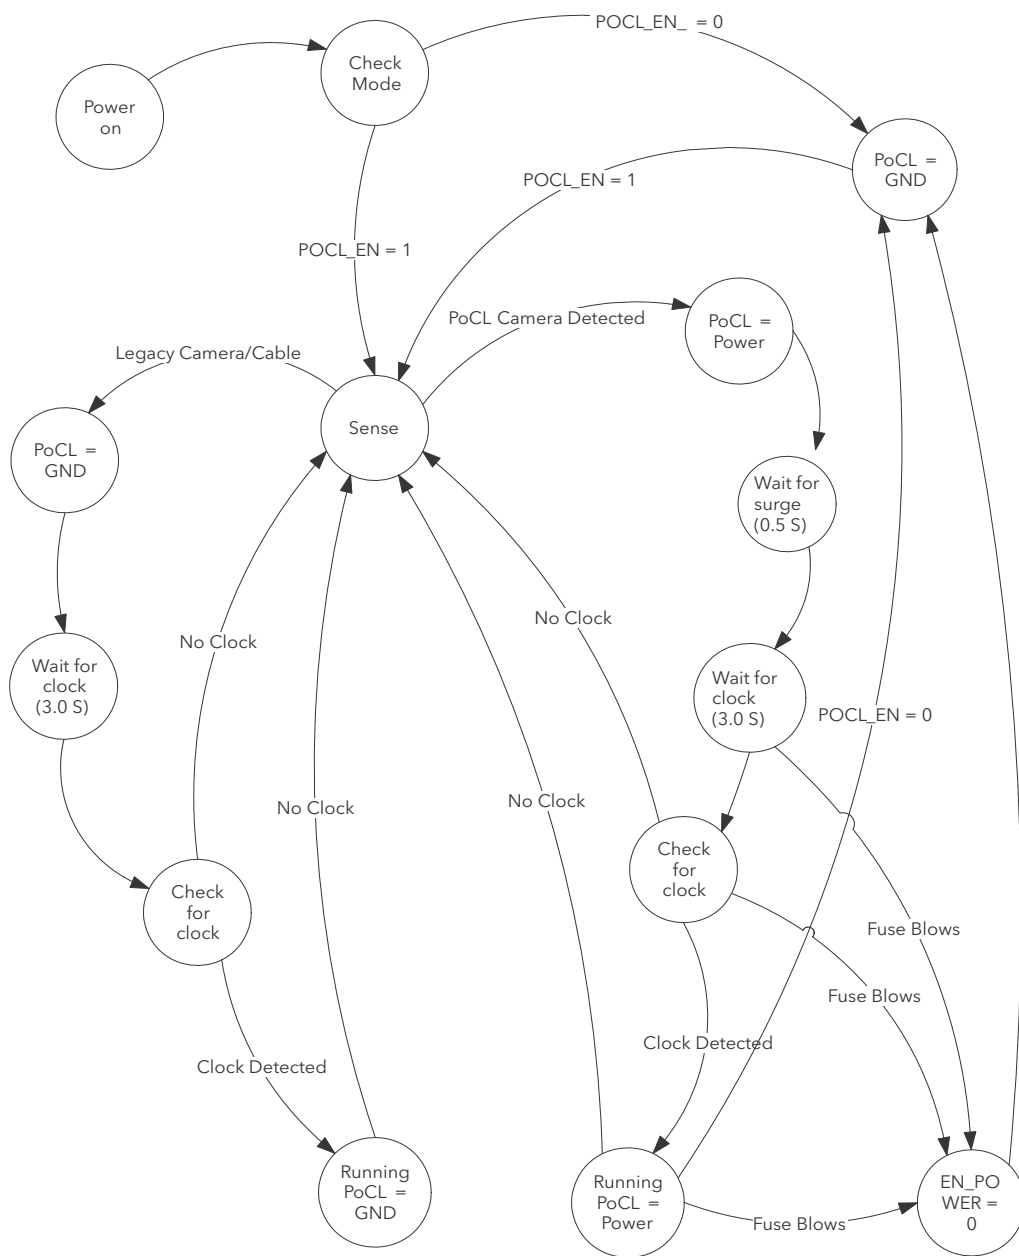 POCL_EN_ = 0
Check
Mode
Power
on
PoCL =
GND
POCL_EN = 1
POCL_EN = 1
PoCL Camera Detected
PoCL =
Power
Legacy Camera/Cable
Sense
PoCL =
GND
Wait for
surge
(0.5 S)
No Clock
No Clock
Wait for
clock
(3.0 S)
Wait for
clock
(3.0 S)
POCL_EN = 0
No Clock
No Clock
Check
for
clock
Check
for
clock
Fuse Blows
Fuse Blows
Clock Detected
Clock Detected
Running
PoCL =
GND
Running
PoCL =
Power
EN_PO
WER =
0
Fuse Blows